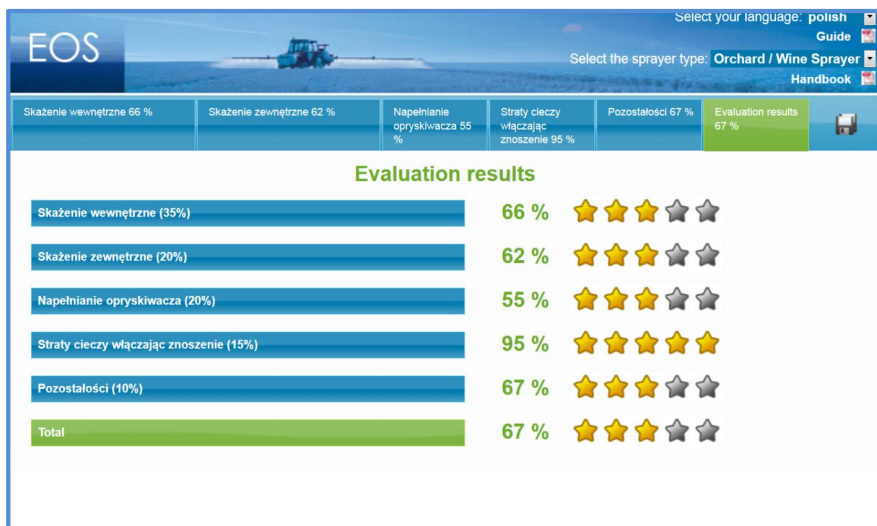 Select your language: polish
EOS
Guide
Select the sprayer type: Orchard / Wine Sprayer
Handbook
Skażenie wewnętrzne 66 %
Skażenie zewnętrzne 62 %
Napełnianie
opryskiwacza 55
%
Straty cieczy
włączając
znoszenie 95 %
Pozostałości 67 %
Evaluation results
67 %
Evaluation results
Skażenie wewnętrzne (35%) 66 %
Skażenie zewnętrzne (20%) 62 %
Napełnianie opryskiwacza (20%) 55 %
Straty cieczy włączając znoszenie (15%) 95 %
Pozostałości (10%) 67 %
Total 67 %